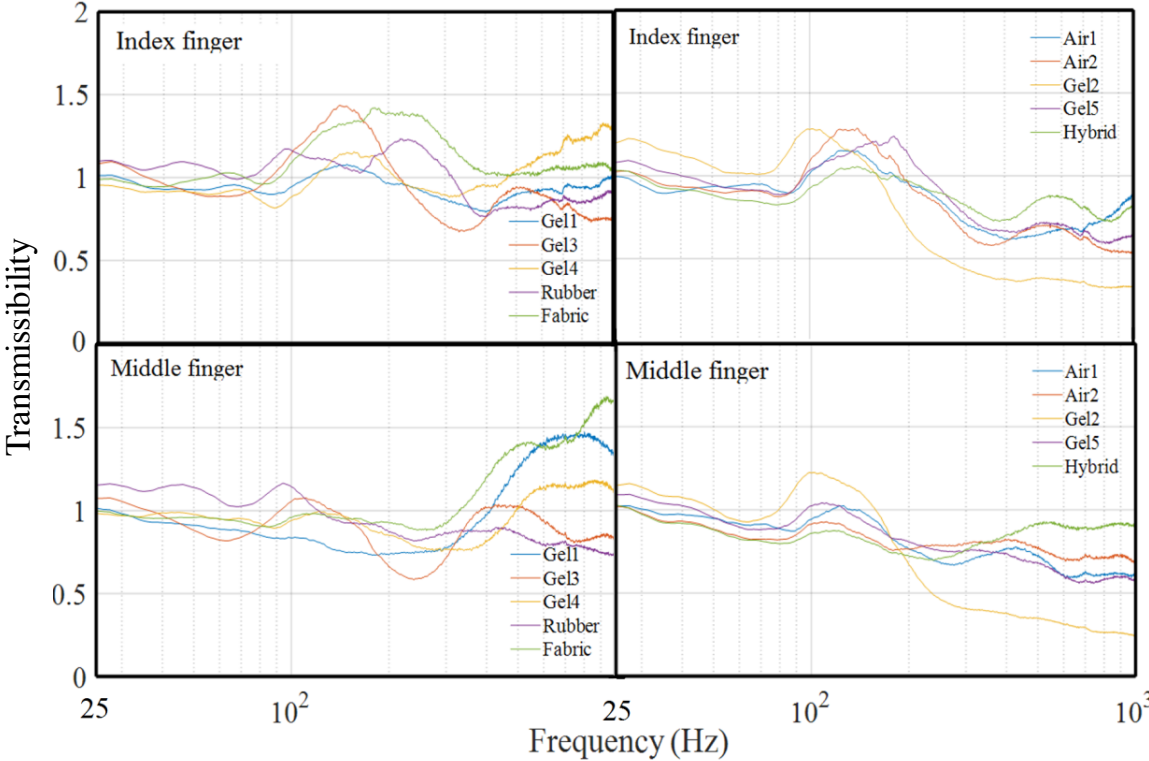 Transmissibility
2
1.5
1
0.5
0
Index finger
Gel1
Gel3
Gel4
Rubber
Fabric
Index finger
Air1
Air2
Gel2
Gel5
Hybrid
1.5
1
0.5
0
Middle finger
Gel1
Gel3
Gel4
Rubber
Fabric
Middle finger
Air1
Air2
Gel2
Gel5
Hybrid
25 10² 25 10² 10³
Frequency (Hz)